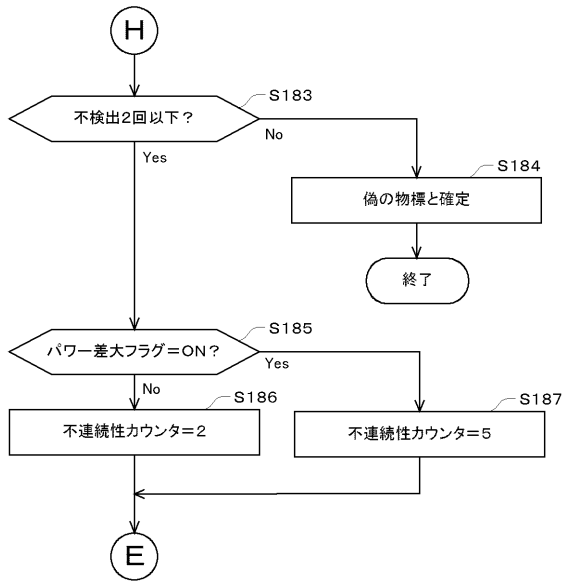 H
S183
不検出2回以下?
No
Yes
S184
偽の物標と確定
終了
S185
パワー差大フラグ=ON?
Yes
No
S186
不連続性カウンタ=2
S187
不連続性カウンタ=5
E